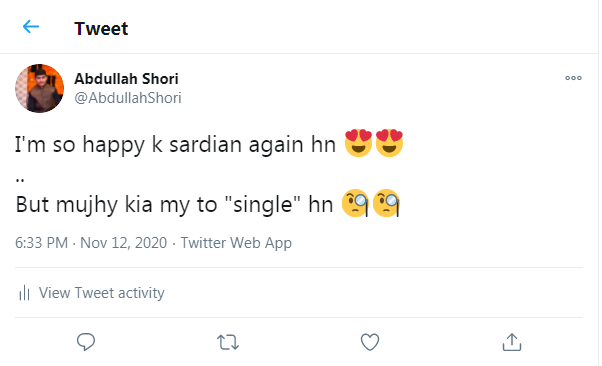 Tweet
Abdullah Shori
@AbdullahShori
I'm so happy k sardian again hn 😍😍
..
But mujhy kia my to "single" hn 🧐🧐
6:33 PM · Nov 12, 2020 · Twitter Web App
View Tweet activity